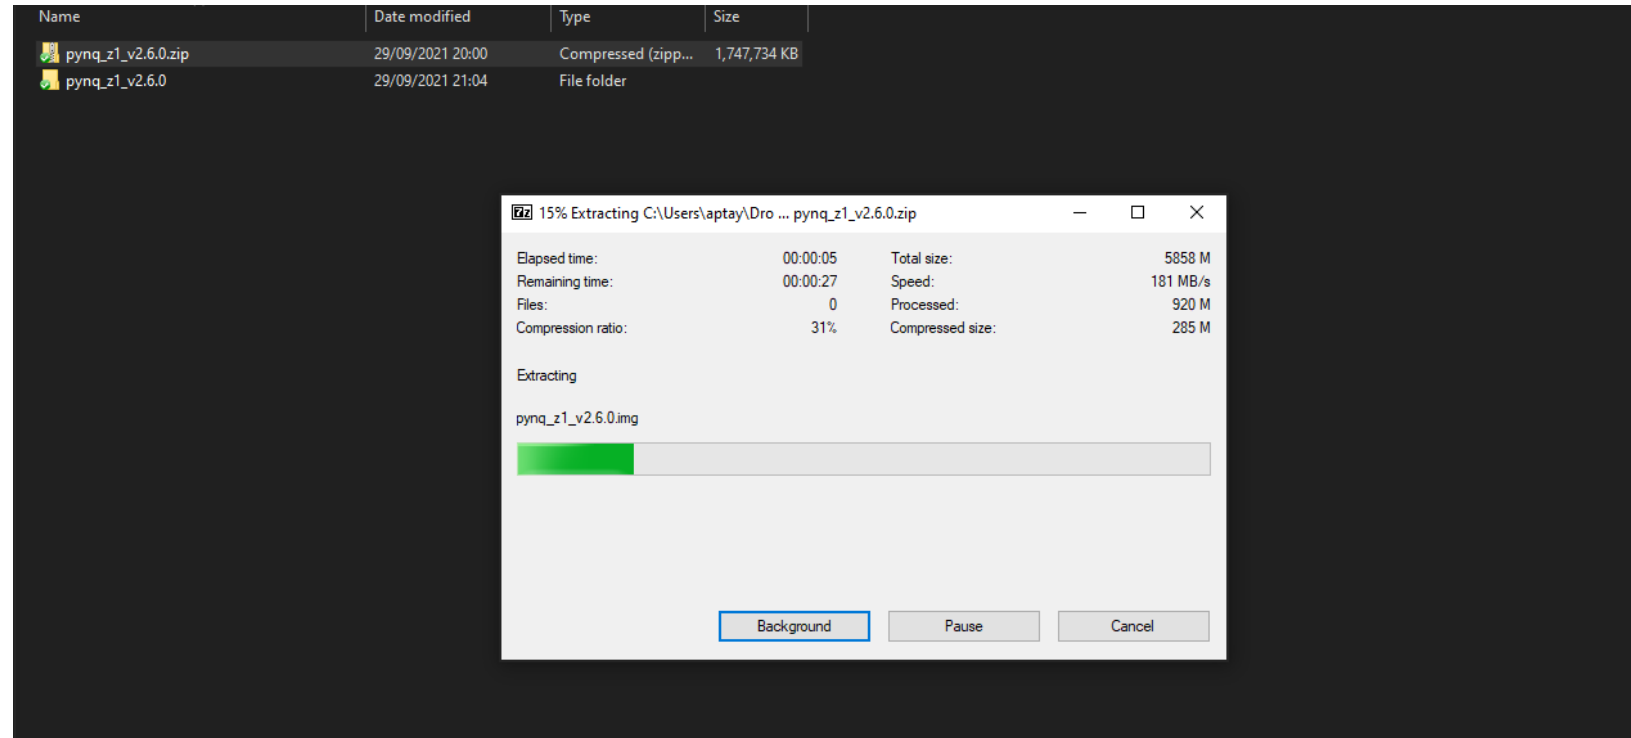 Name Date modified Type Size
pynq_z1_v2.6.0.zip 29/09/2021 20:00 Compressed (zipp... 1,747,734 KB
pynq_z1_v2.6.0 29/09/2021 21:04 File folder
7z 15% Extracting C:\Users\aptay\Dro ... pynq_z1_v2.6.0.zip
Elapsed time: 00:00:05 Total size: 5858 M
Remaining time: 00:00:27 Speed: 181 MB/s
Files: 0 Processed: 920 M
Compression ratio: 31% Compressed size: 285 M
Extracting
pynq_z1_v2.6.0.img
Background Pause Cancel